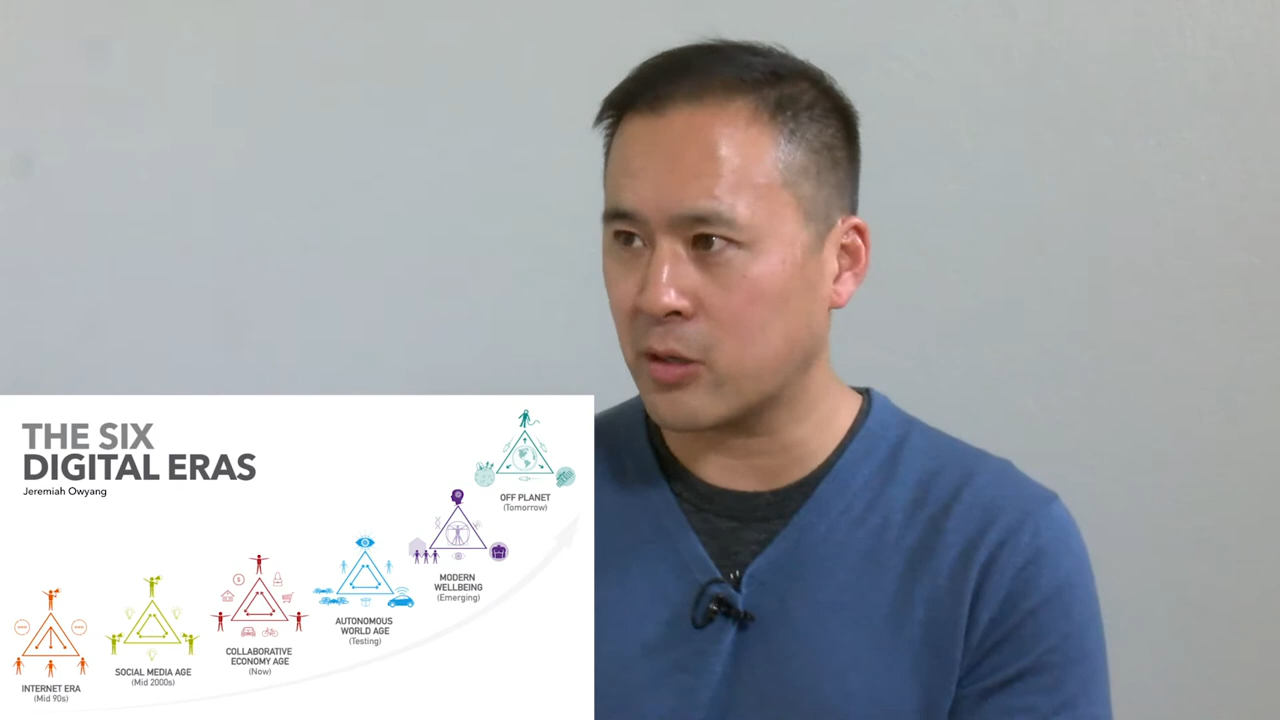 THE SIX
DIGITAL ERAS
Jeremiah Owyang
OFF PLANET
(Tomorrow)
MODERN
WELLBEING
(Emerging)
AUTONOMOUS
WORLD AGE
(Testing)
COLLABORATIVE
ECONOMY AGE
(Now)
SOCIAL MEDIA AGE
(Mid 2000s)
INTERNET ERA
(Mid 90s)